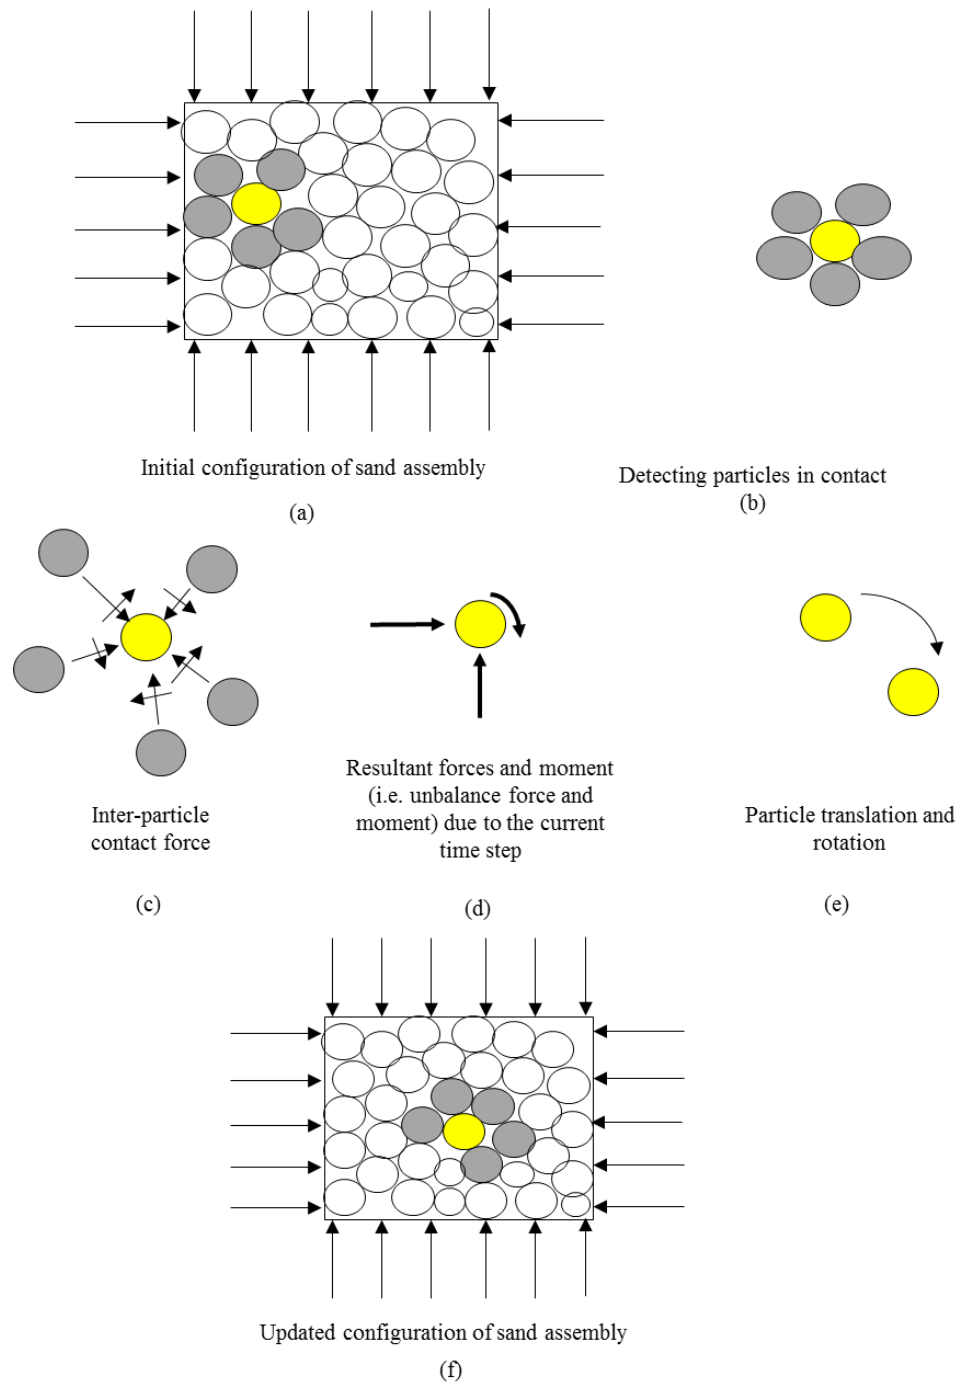 Initial configuration of sand assembly
(a)
Detecting particles in contact
(b)
Inter-particle
contact force
(c)
Resultant forces and moment
(i.e. unbalance force and
moment) due to the current
time step
(d)
Particle translation and
rotation
(e)
Updated configuration of sand assembly
(f)